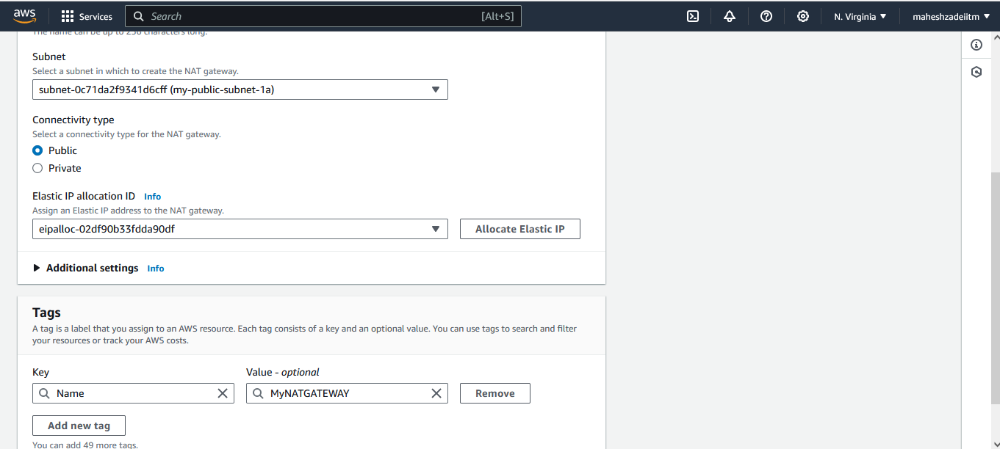 aws
Services
Search
[Alt+S]
N. Virginia
maheshzadeiitm
The name can be up to 256 characters long.
Subnet
Select a subnet in which to create the NAT gateway.
subnet-0c71da2f9341d6cff (my-public-subnet-1a)
Connectivity type
Select a connectivity type for the NAT gateway.
Public
Private
Elastic IP allocation ID Info
Assign an Elastic IP address to the NAT gateway.
eipalloc-02df90b33fdda90df
Allocate Elastic IP
Additional settings Info
Tags
A tag is a label that you assign to an AWS resource. Each tag consists of a key and an optional value. You can use tags to search and filter
your resources or track your AWS costs.
Key
Value - optional
Name
MyNATGATEWAY
Remove
Add new tag
You can add 49 more tags.